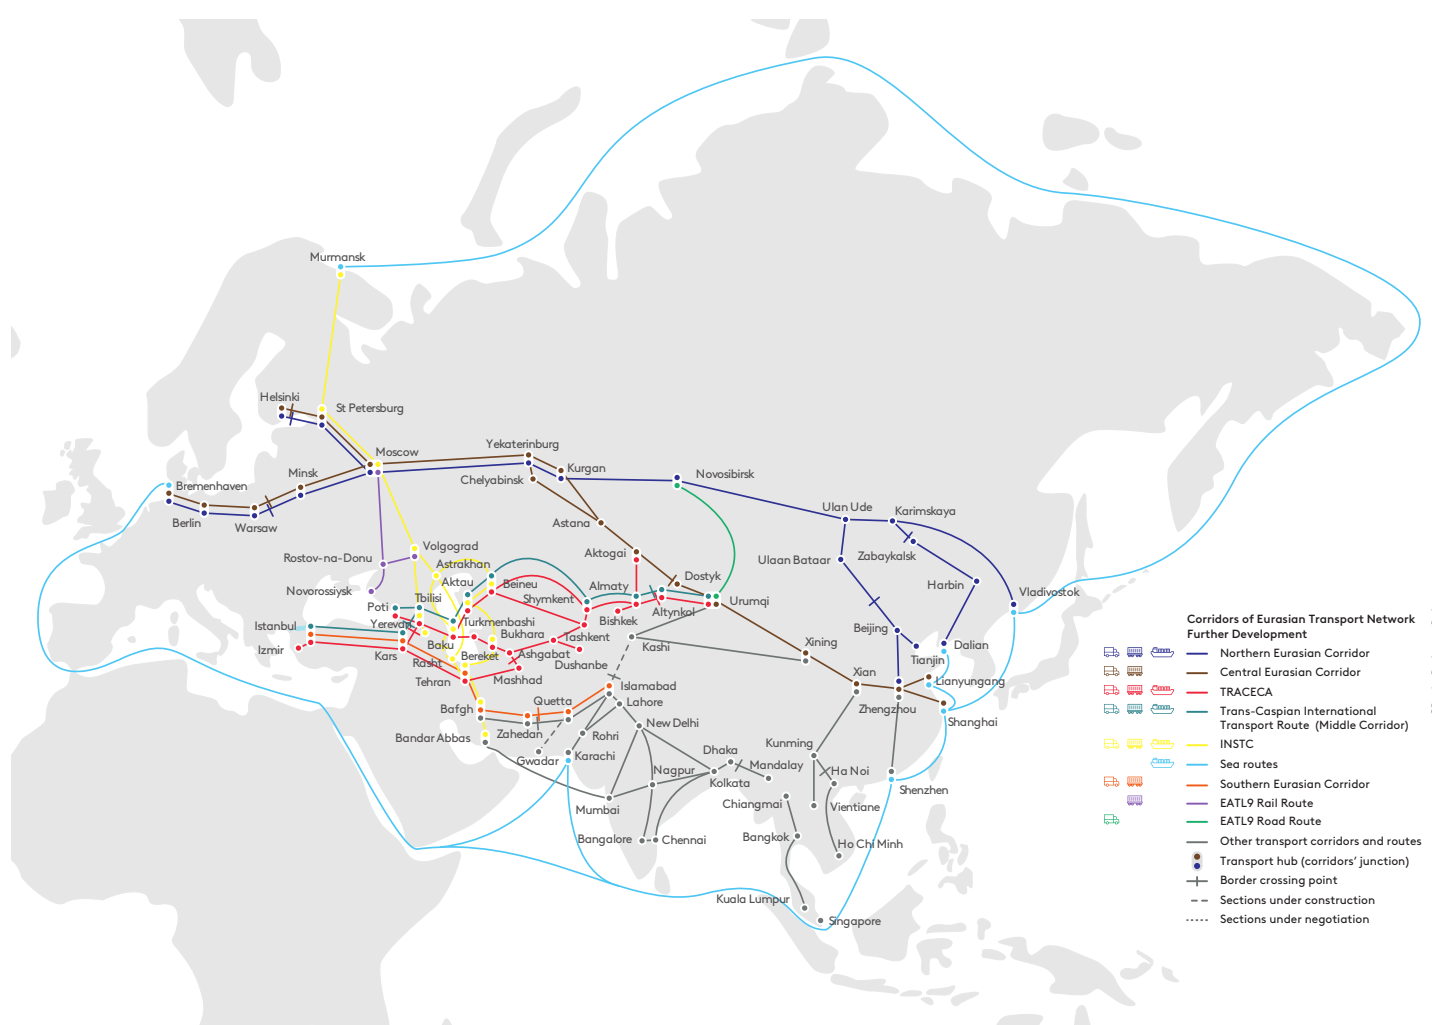 Murmansk
Helsinki
St Petersburg
Moscow
Yekaterinburg
Kurgan
Chelyabinsk
Novosibirsk
Minsk
Bremenhaven
Berlin
Warsaw
Astana
Ulan Ude
Karimskaya
Zabaykalsk
Ulaan Bataar
Harbin
Vladivostok
Rostov-na-Donu
Volgograd
Astrakhan
Aktau
Beineu
Aktogai
Dostyk
Novorossiysk
Poti
Tbilisi
Yerevan
Shymkent
Almaty
Altynkol
Urumqi
Bishkek
Istanbul
Izmir
Kars
Baku
Turkmenbashi
Bukhara
Tashkent
Kashi
Rasht
Bereket
Ashgabat
Dushanbe
Tehran
Mashhad
Beijing
Tianjin
Dalian
Xining
Xian
Zhengzhou
Lianyungang
Shanghai
Islamabad
Lahore
Quetta
Bafgh
Zahedan
Bandar Abbas
Rohri
New Delhi
Gwadar
Karachi
Dhaka
Mandalay
Kunming
Ha Noi
Nagpur
Kolkata
Mumbai
Chiangmai
Vientiane
Shenzhen
Bangalore
Chennai
Bangkok
Ho Chi Minh
Kuala Lumpur
Singapore
Corridors of Eurasian Transport Network
Further Development
Northern Eurasian Corridor
Central Eurasian Corridor
TRACECA
Trans-Caspian International
Transport Route (Middle Corridor)
INSTC
Sea routes
Southern Eurasian Corridor
EATL9 Rail Route
EATL9 Road Route
Other transport corridors and routes
Transport hub (corridors' junction)
Border crossing point
Sections under construction
Sections under negotiation